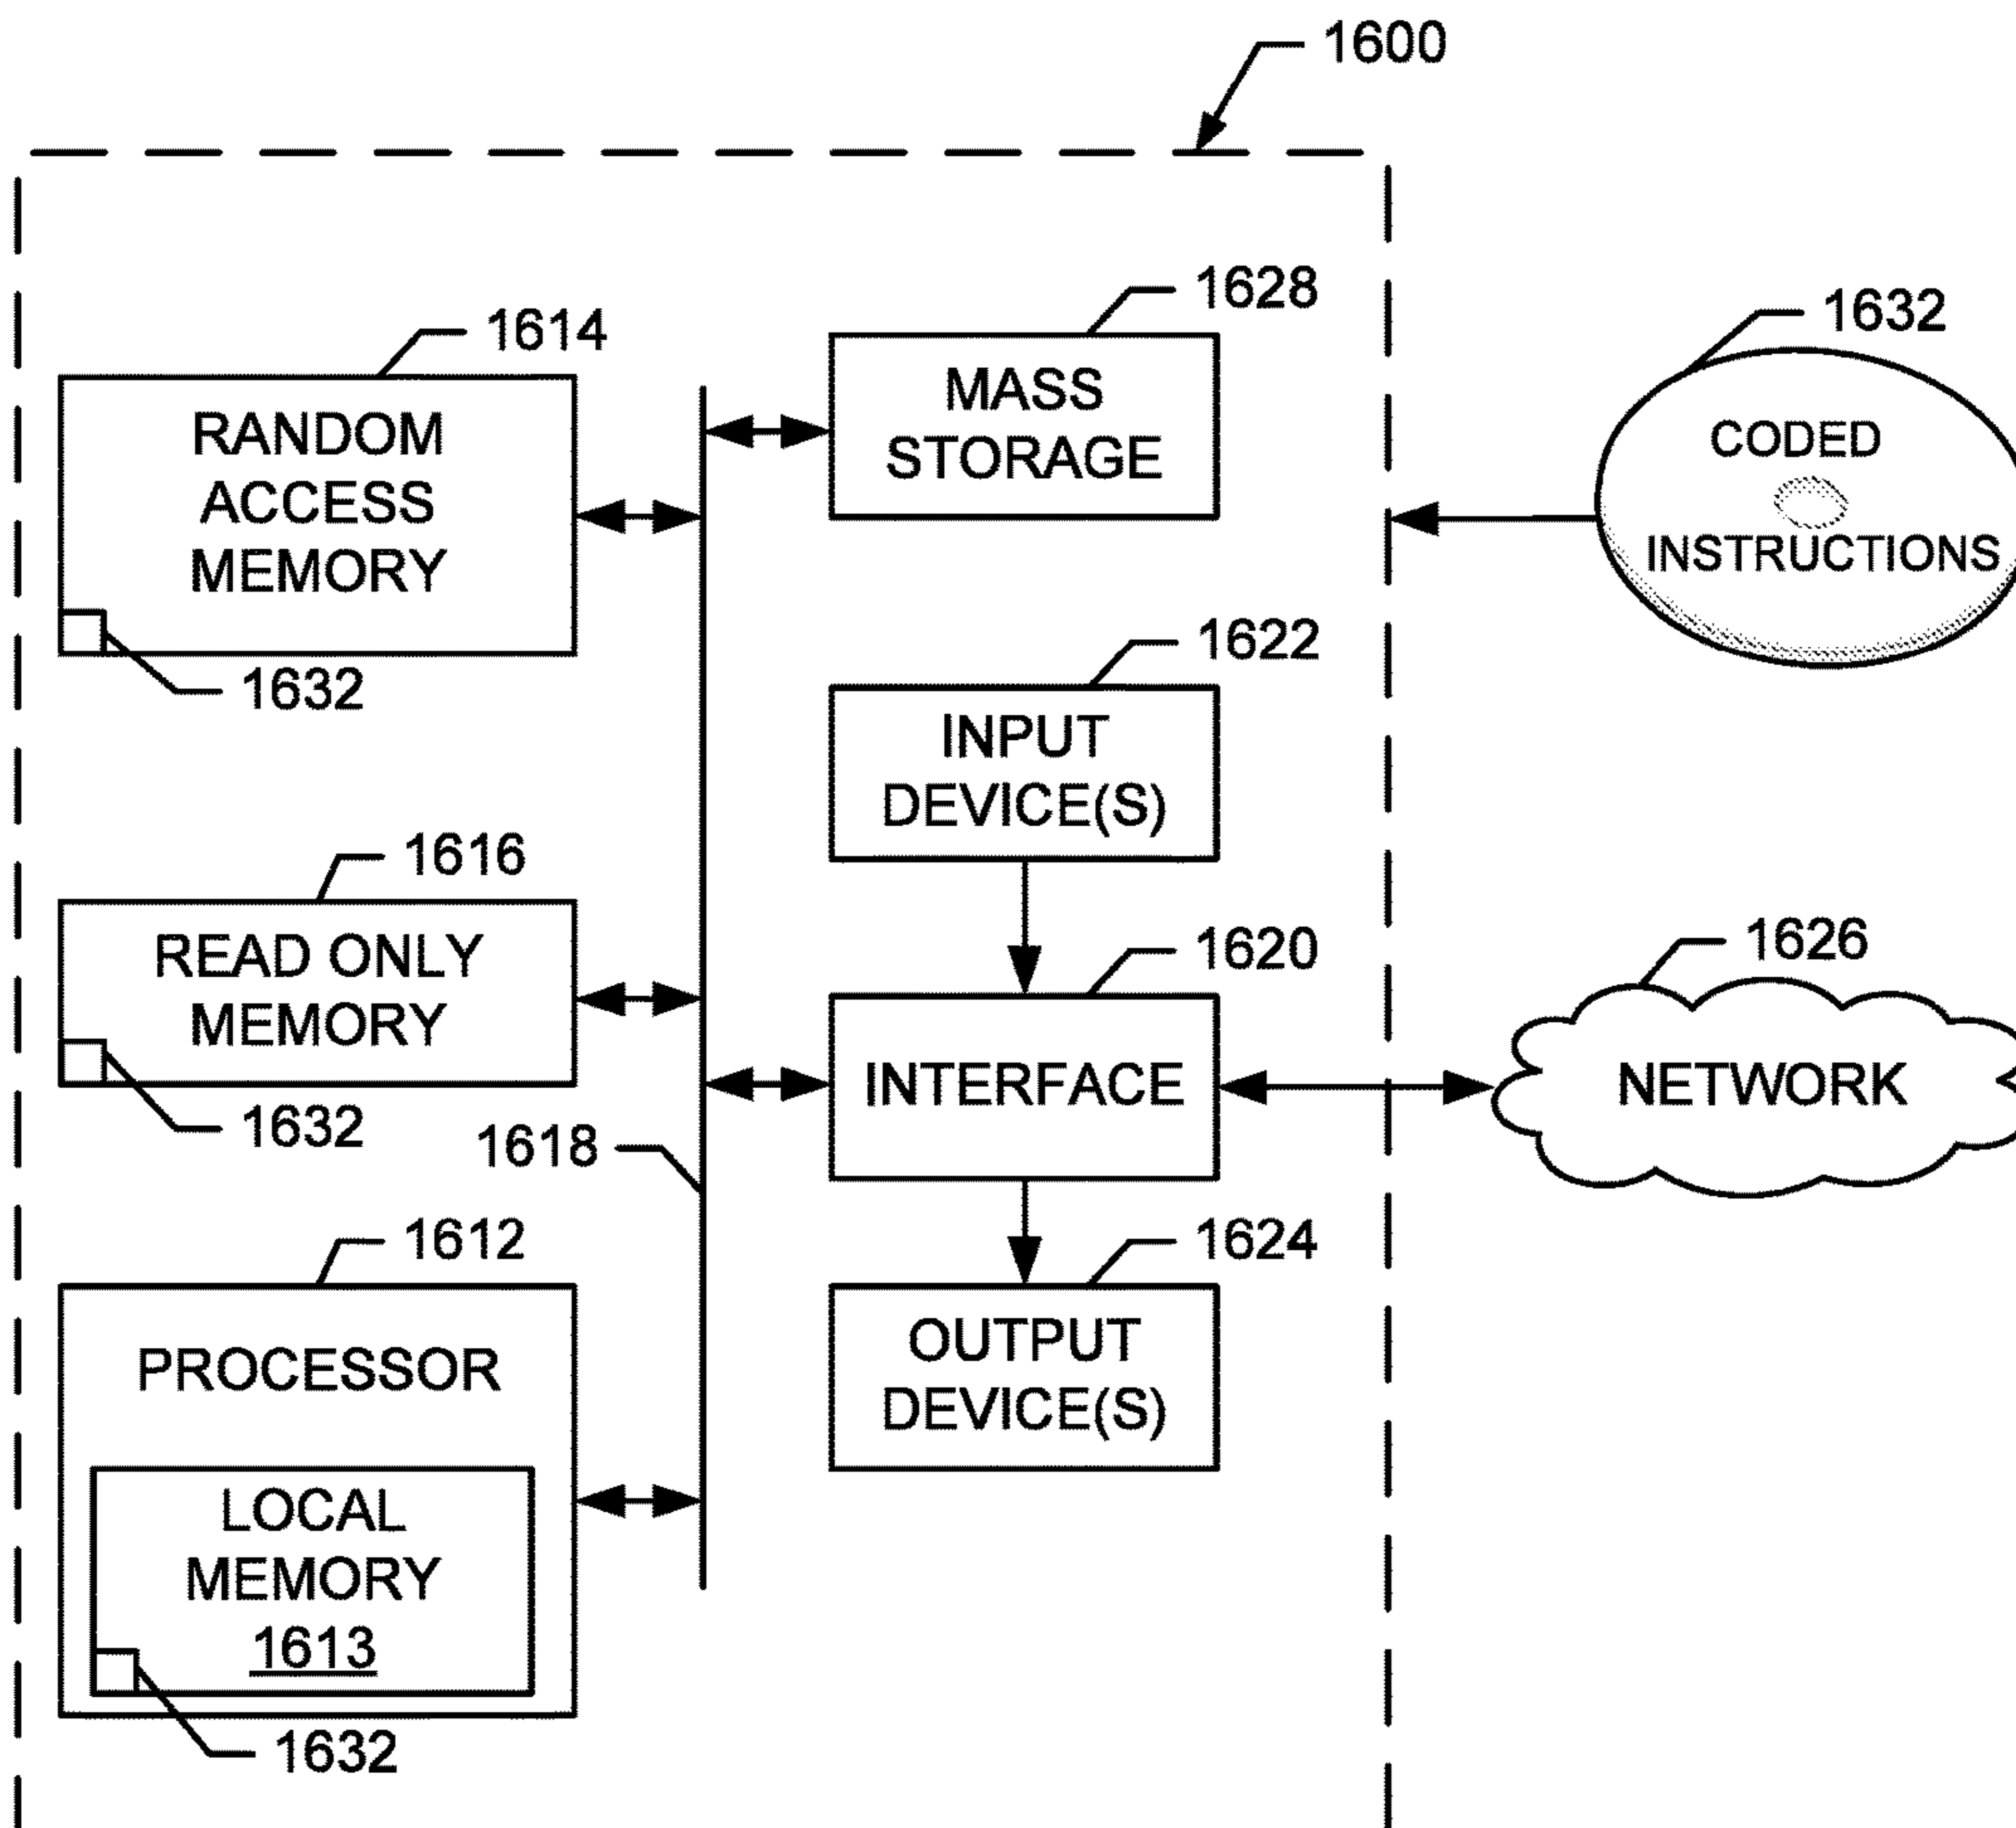 1600
1628
MASS
STORAGE
1614
RANDOM
ACCESS
MEMORY
1632
1632
CODED
INSTRUCTIONS
1622
INPUT
DEVICE(S)
1616
READ ONLY
MEMORY
1632
1620
INTERFACE
1626
NETWORK
1618
1612
PROCESSOR
LOCAL
MEMORY
1613
1632
1624
OUTPUT
DEVICE(S)